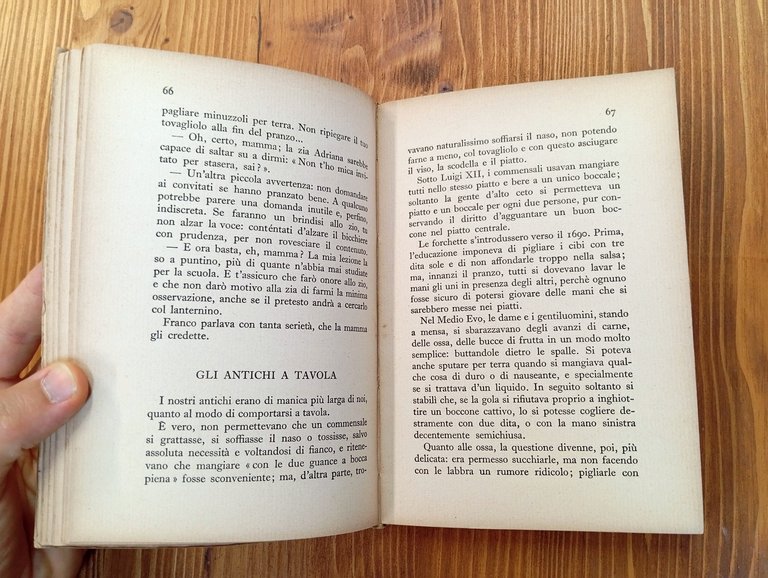 66
pagliare minuzzoli per terra. Non ripiegare il tuo
tovagliolo alla fin del pranzo...
— Oh, certo, mamma; la zia Adriana sarebbe
capace di saltar su a dirmi: « Non t'ho mica invi-
tato per stasera, sai? ».
— Un'altra piccola avvertenza: non domandare
ai convitati se hanno pranzato bene. A qualcuno
potrebbe parere una domanda inutile e, perfino,
indiscreta. Se faranno un brindisi allo zio, tu
non alzar la voce: conténtati d'alzare il bicchiere
con prudenza, per non rovesciare il contenuto.
— E ora basta, eh, mamma? La mia lezione la
so a puntino, più di quante n'abbia mai studiate
per la scuola. E t'assicuro che farò onore allo zio,
e che non darò motivo alla zia di farmi la minima
osservazione, anche se il pretesto andrà a cercarlo
col lanternino.
Franco parlava con tanta serietà, che la mamma
gli credette.
GLI ANTICHI A TAVOLA
I nostri antichi erano di manica più larga di noi,
quanto al modo di comportarsi a tavola.
È vero, non permettevano che un commensale
si grattasse, si soffiasse il naso o tossisse, salvo
assoluta necessità e voltandosi di fianco, e ritene-
vano che mangiare « con le due guance a bocca
piena » fosse sconveniente; ma, d'altra parte, tro-
67
vavano naturalissimo soffiarsi il naso, non potendo
farne a meno, col tovagliolo e con questo asciugare
il viso, la scodella e il piatto.
Sotto Luigi XII, i commensali usavan mangiare
tutti nello stesso piatto e bere a un unico boccale;
soltanto la gente d'alto ceto si permetteva un
piatto e un boccale per ogni due persone, pur con-
servando il diritto d'agguantare un buon boc-
cone nel piatto centrale.
Le forchette s'introdussero verso il 1690. Prima,
l'educazione imponeva di pigliare i cibi con tre
dita sole e di non affondarle troppo nella salsa;
ma, innanzi il pranzo, tutti si dovevano lavar le
mani gli uni in presenza degli altri, perchè ognuno
fosse sicuro di potersi giovare delle mani che si
sarebbero messe nei piatti.
Nel Medio Evo, le dame e i gentiluomini, stando
a mensa, si sbarazzavano degli avanzi di carne,
delle ossa, delle bucce di frutta in un modo molto
semplice: buttandole dietro le spalle. Si poteva
anche sputare per terra quando si mangiava qual-
che cosa di duro o di nauseante, e specialmente
se si trattava d'un liquido. In seguito soltanto si
stabilì che, se la gola si rifiutava proprio a inghiot-
tire un boccone cattivo, lo si potesse cogliere de-
stramente con due dita, o con la mano sinistra
decentemente semichiusa.
Quanto alle ossa, la questione divenne, poi, più
delicata: era permesso succhiarle, ma non facendo
con le labbra un rumore ridicolo; pigliarle con